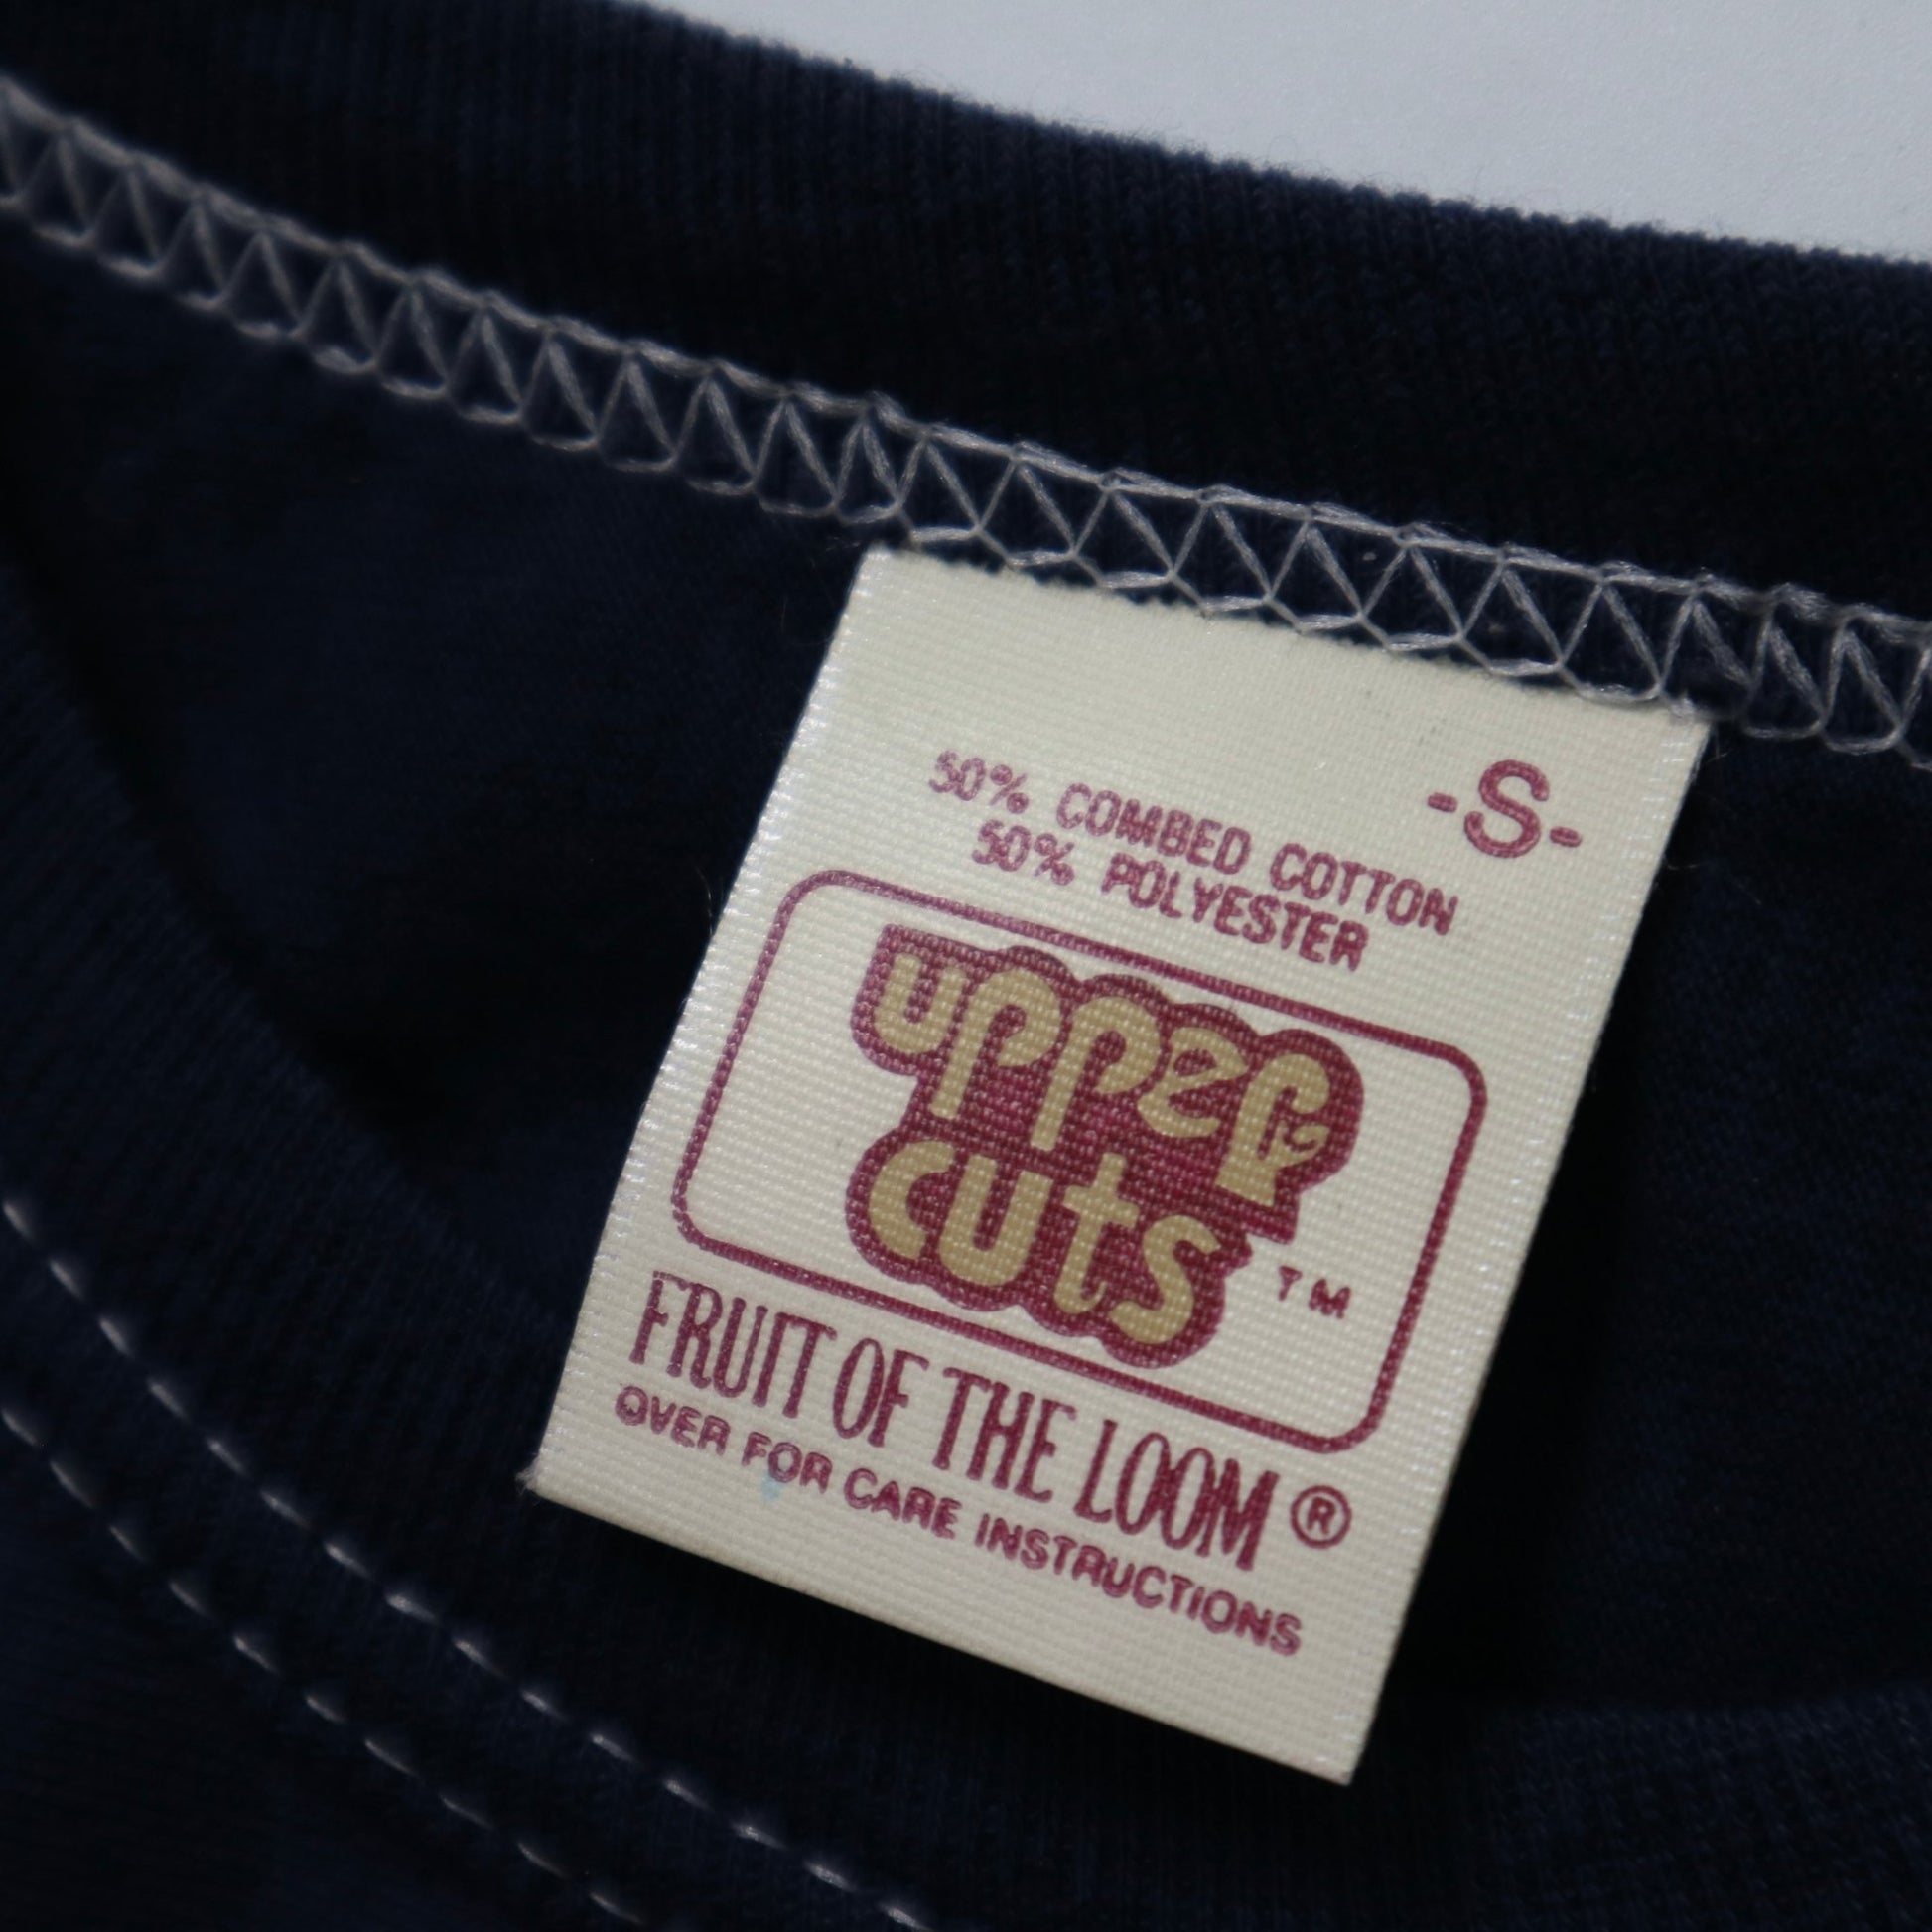 -S-
50% COMBED COTTON
50% POLYESTER
upper
cuts TM
FRUIT OF THE LOOM ®
OVER FOR CARE INSTRUCTIONS